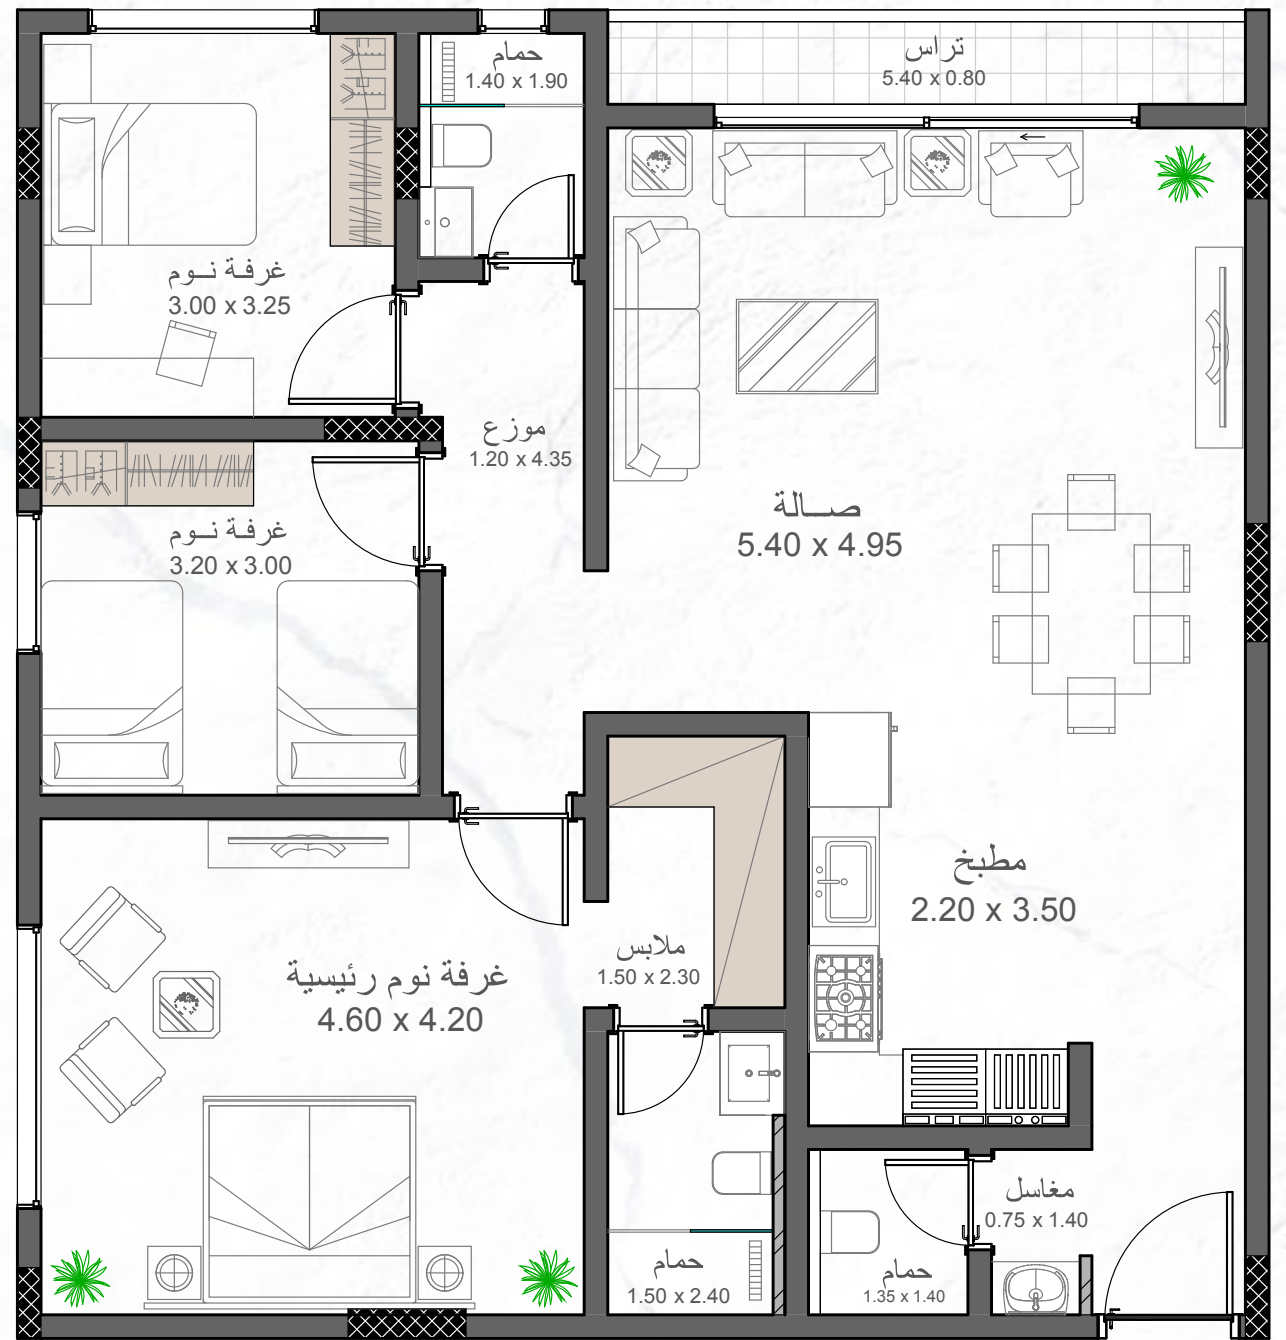 حمام
1.40 x 1.90
تراس
5.40 x 0.80
غرفة نوم
3.00 x 3.25
موزع
1.20 x 4.35
صالة
5.40 x 4.95
غرفة نوم
3.20 x 3.00
مطبخ
2.20 x 3.50
ملابس
1.50 x 2.30
غرفة نوم رئيسية
4.60 x 4.20
مغاسل
0.75 x 1.40
حمام
1.50 x 2.40
حمام
1.35 x 1.40